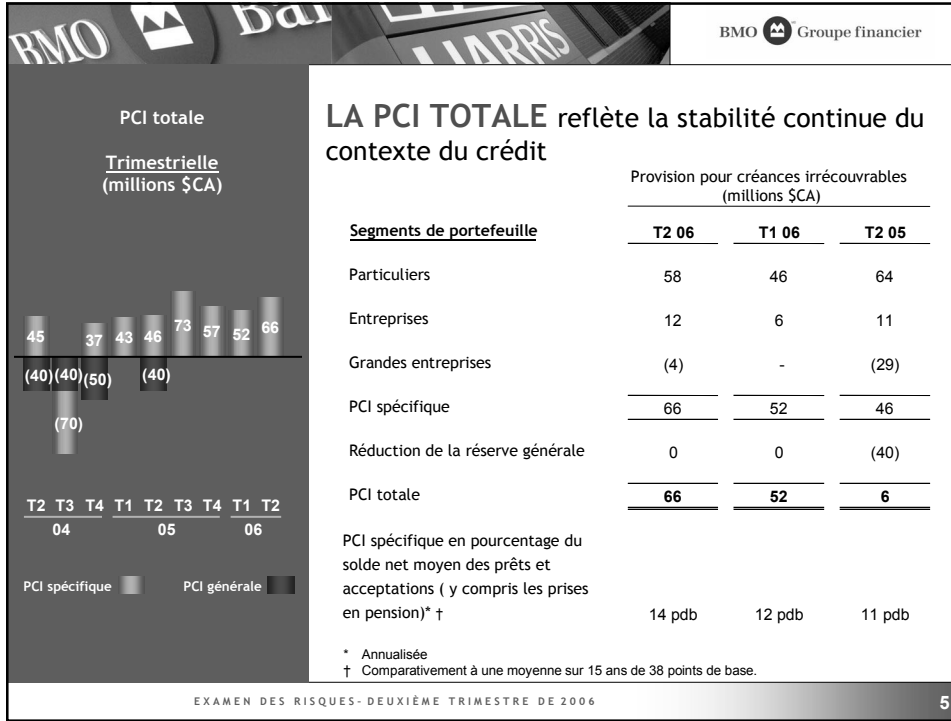 BMO
Ba
HARRIS
BMO Groupe financier
PCI totale
Trimestrielle
(millions $CA)
45 37 43 46 73 57 52 66
(40) (40) (50) (40)
(70)
T2 T3 T4 T1 T2 T3 T4 T1 T2
04 05 06
PCI spécifique PCI générale
LA PCI TOTALE reflète la stabilité continue du
contexte du crédit
Provision pour créances irrécouvrables
(millions $CA)
Segments de portefeuille T2 06 T1 06 T2 05
Particuliers 58 46 64
Entreprises 12 6 11
Grandes entreprises (4) - (29)
PCI spécifique 66 52 46
Réduction de la réserve générale 0 0 (40)
PCI totale 66 52 6
PCI spécifique en pourcentage du
solde net moyen des prêts et
acceptations ( y compris les prises
en pension)* † 14 pdb 12 pdb 11 pdb
* Annualisée
† Comparativement à une moyenne sur 15 ans de 38 points de base.
EXAMEN DES RISQUES- DEUXIÈME TRIMESTRE DE 2006
5